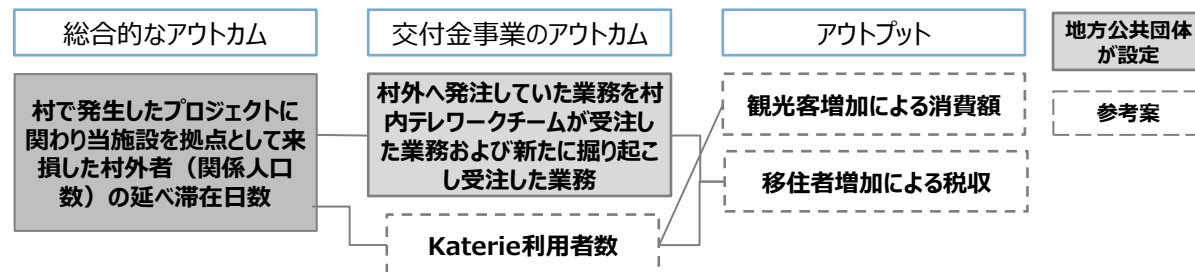 総合的なアウトカム
交付金事業のアウトカム
アウトプット
地方公共団体
が設定
村で発生したプロジェクトに
関わり当施設を拠点として来
損した村外者（関係人口
数）の延べ滞在日数
村外へ発注していた業務を村
内テレワークチームが受注し
た業務および新たに掘り起こ
し受注した業務
Katerie利用者数
観光客増加による消費額
移住者増加による税収
参考案